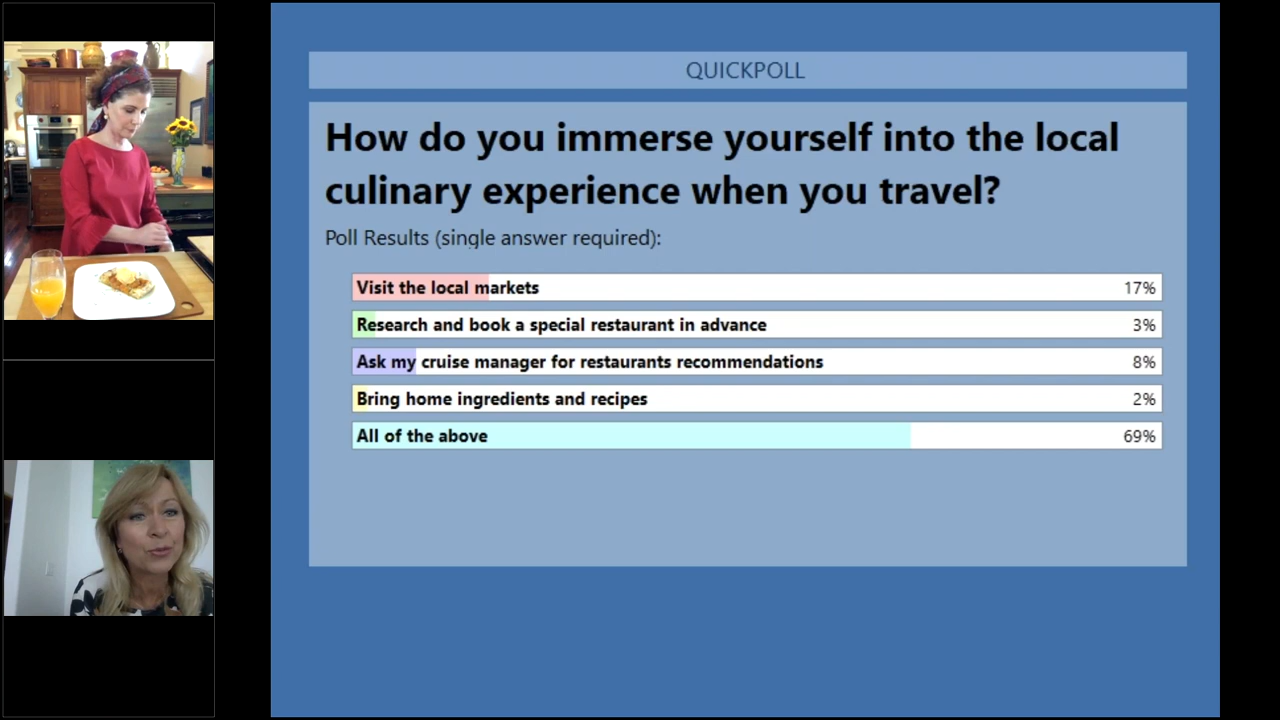 QUICKPOLL
How do you immerse yourself into the local
culinary experience when you travel?
Poll Results (single answer required):
Visit the local markets 17%
Research and book a special restaurant in advance 3%
Ask my cruise manager for restaurants recommendations 8%
Bring home ingredients and recipes 2%
All of the above 69%